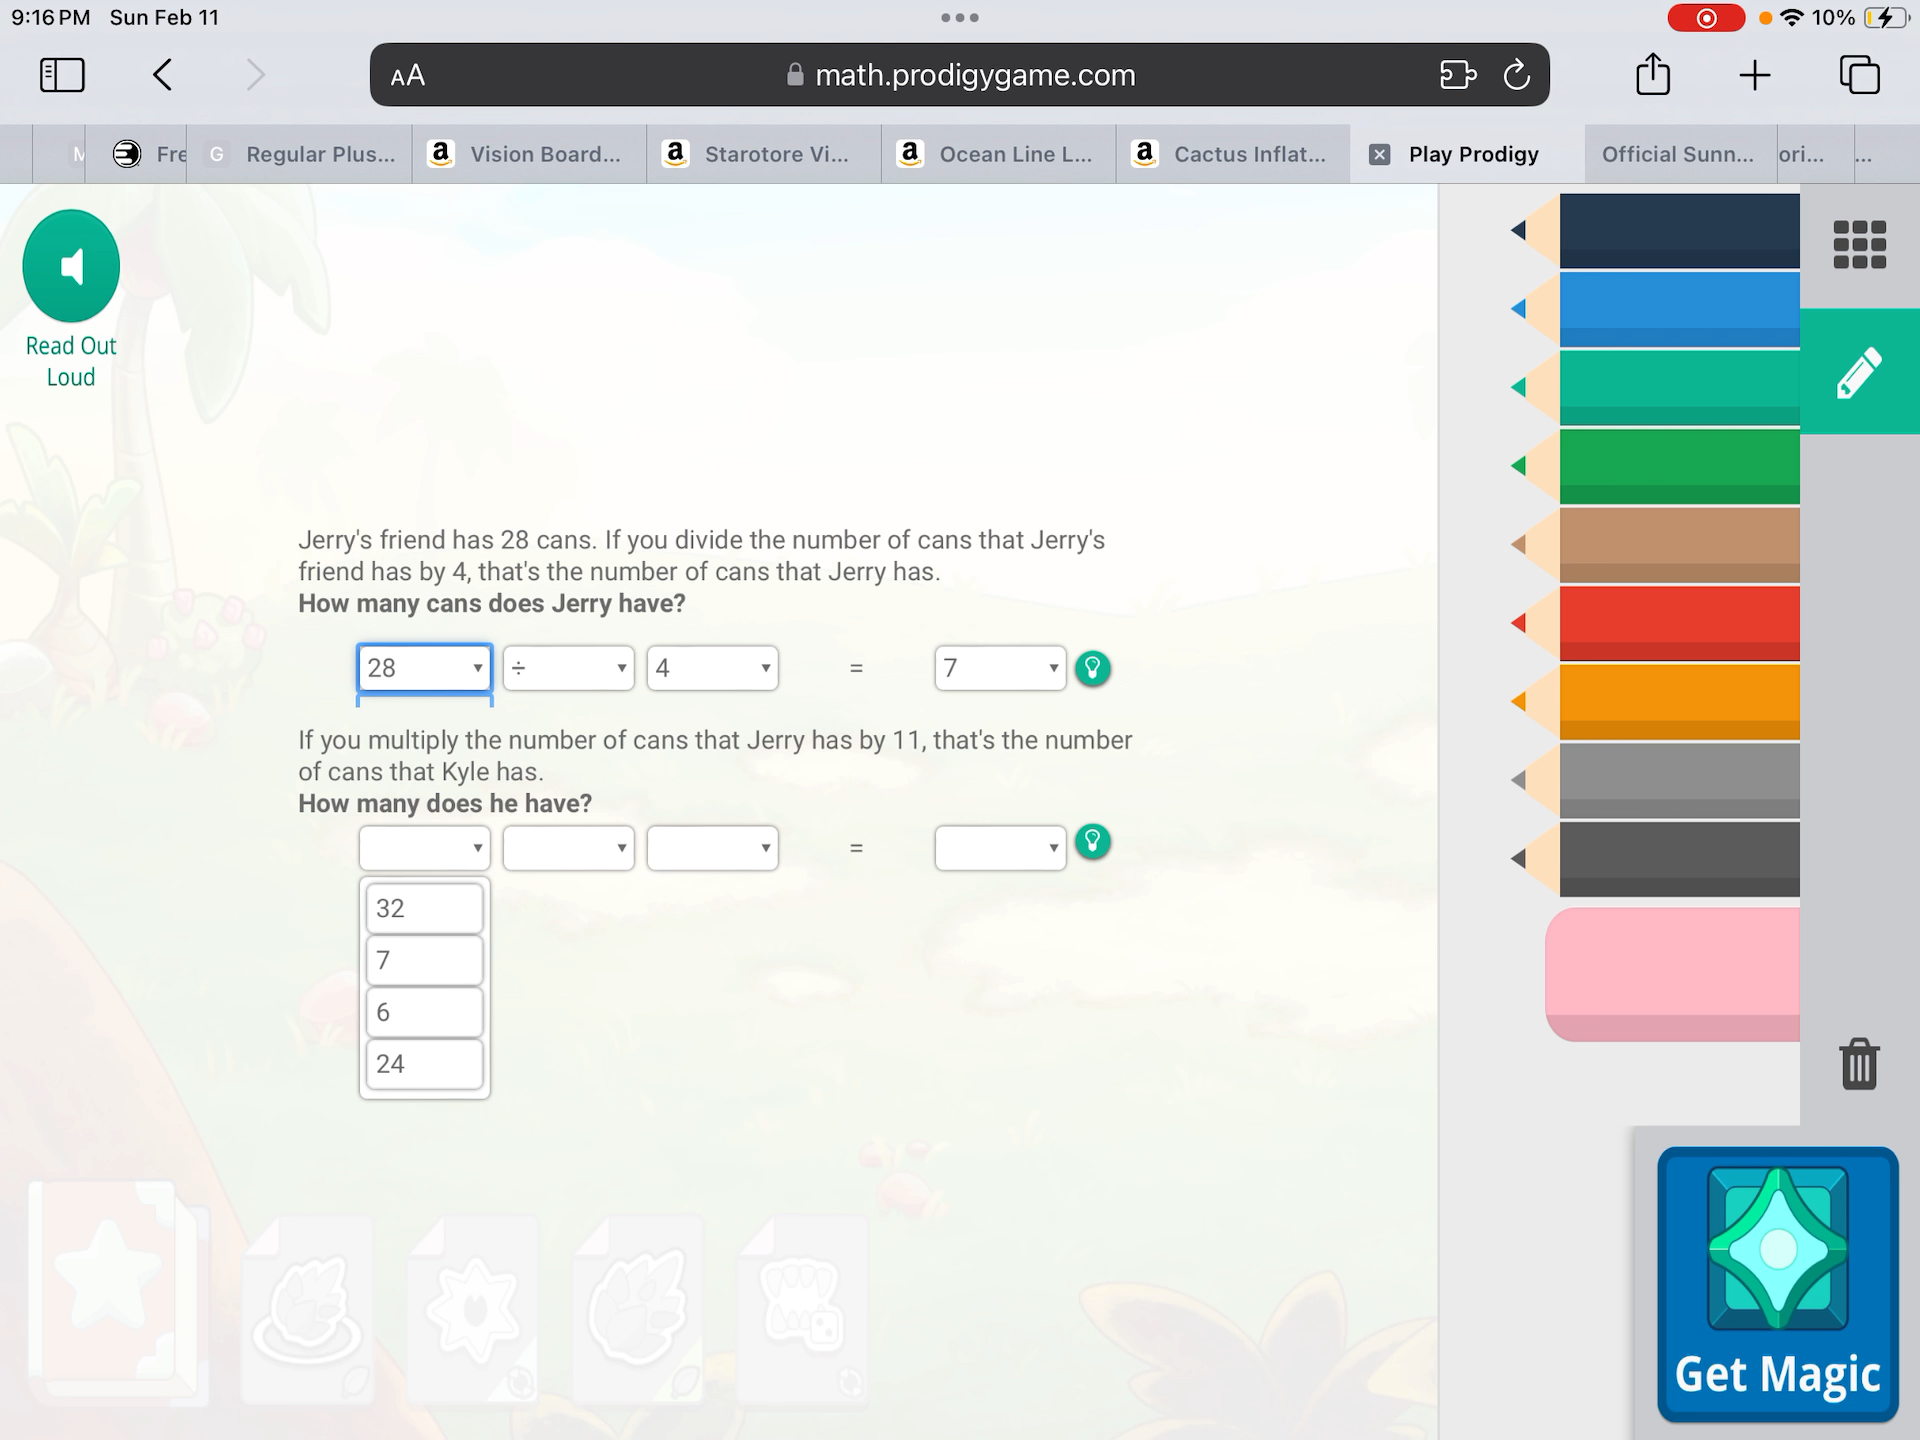 9:16 PM Sun Feb 11
10%
AA
math.prodigygame.com
Fre
G Regular Plus...
a Vision Board...
a Starotore Vi...
a Ocean Line L...
a Cactus Inflat...
Play Prodigy
Official Sunn...
ori...
...
Read Out
Loud
Jerry's friend has 28 cans. If you divide the number of cans that Jerry's
friend has by 4, that's the number of cans that Jerry has.
How many cans does Jerry have?
28 ÷ 4 = 7
If you multiply the number of cans that Jerry has by 11, that's the number
of cans that Kyle has.
How many does he have?
=
32
7
6
24
Get Magic